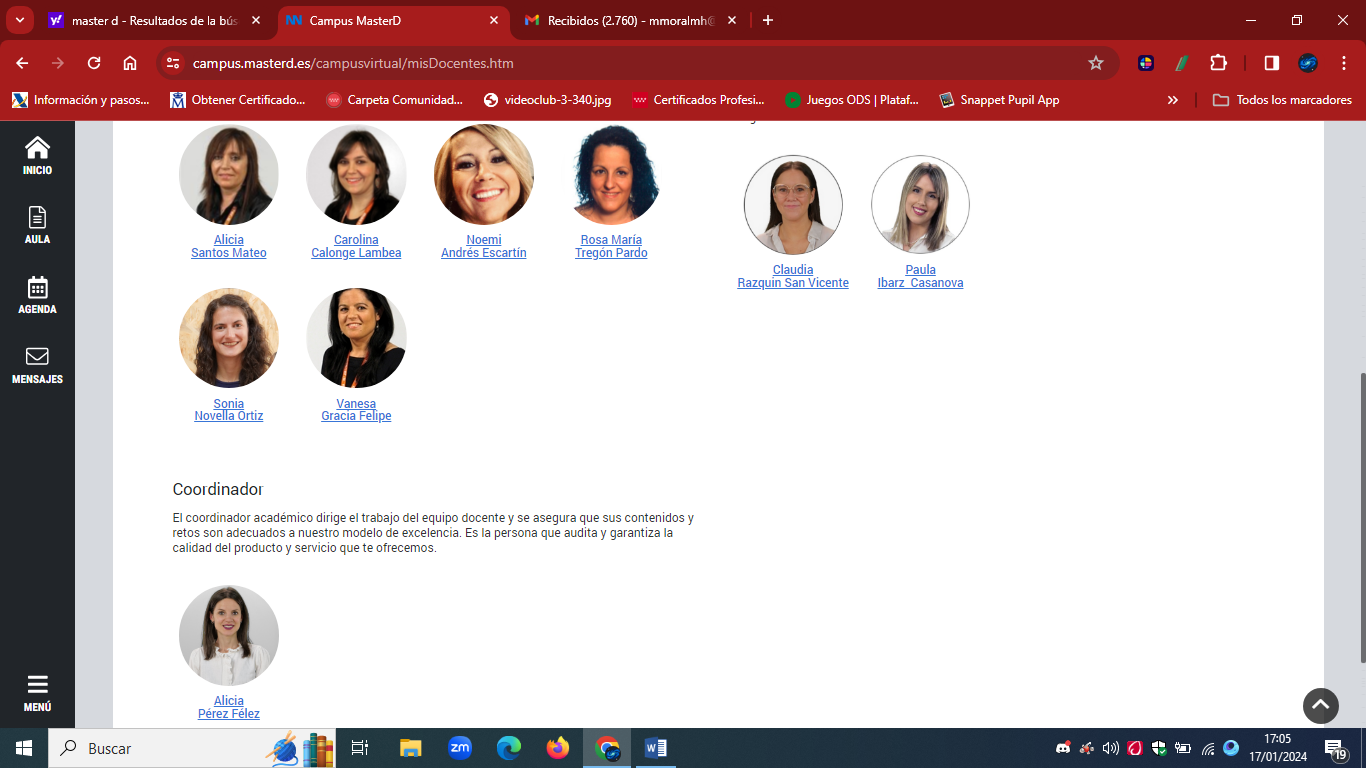 master d - Resultados de la bús
Campus MasterD
Recibidos (2.760) - mmoralmh@
campus.masterd.es/campusvirtual/misDocentes.htm
Información y pasos...
Obtener Certificado...
Carpeta Comunidad...
videoclub-3-340.jpg
Certificados Profesi...
Juegos ODS | Plataf...
Snappet Pupil App
»
Todos los marcadores
INICIO
AULA
AGENDA
MENSAJES
MENÚ
Alicia
Santos Mateo
Carolina
Calonge Lambea
Noemi
Andrés Escartín
Rosa María
Tregón Pardo
Claudia
Razquin San Vicente
Paula
Ibarz Casanova
Sonia
Novella Ortiz
Vanesa
Gracia Felipe
Coordinador
El coordinador académico dirige el trabajo del equipo docente y se asegura que sus contenidos y
retos son adecuados a nuestro modelo de excelencia. Es la persona que audita y garantiza la
calidad del producto y servicio que te ofrecemos.
Alicia
Pérez Félez
Buscar
zm
W
17:05
17/01/2024
19